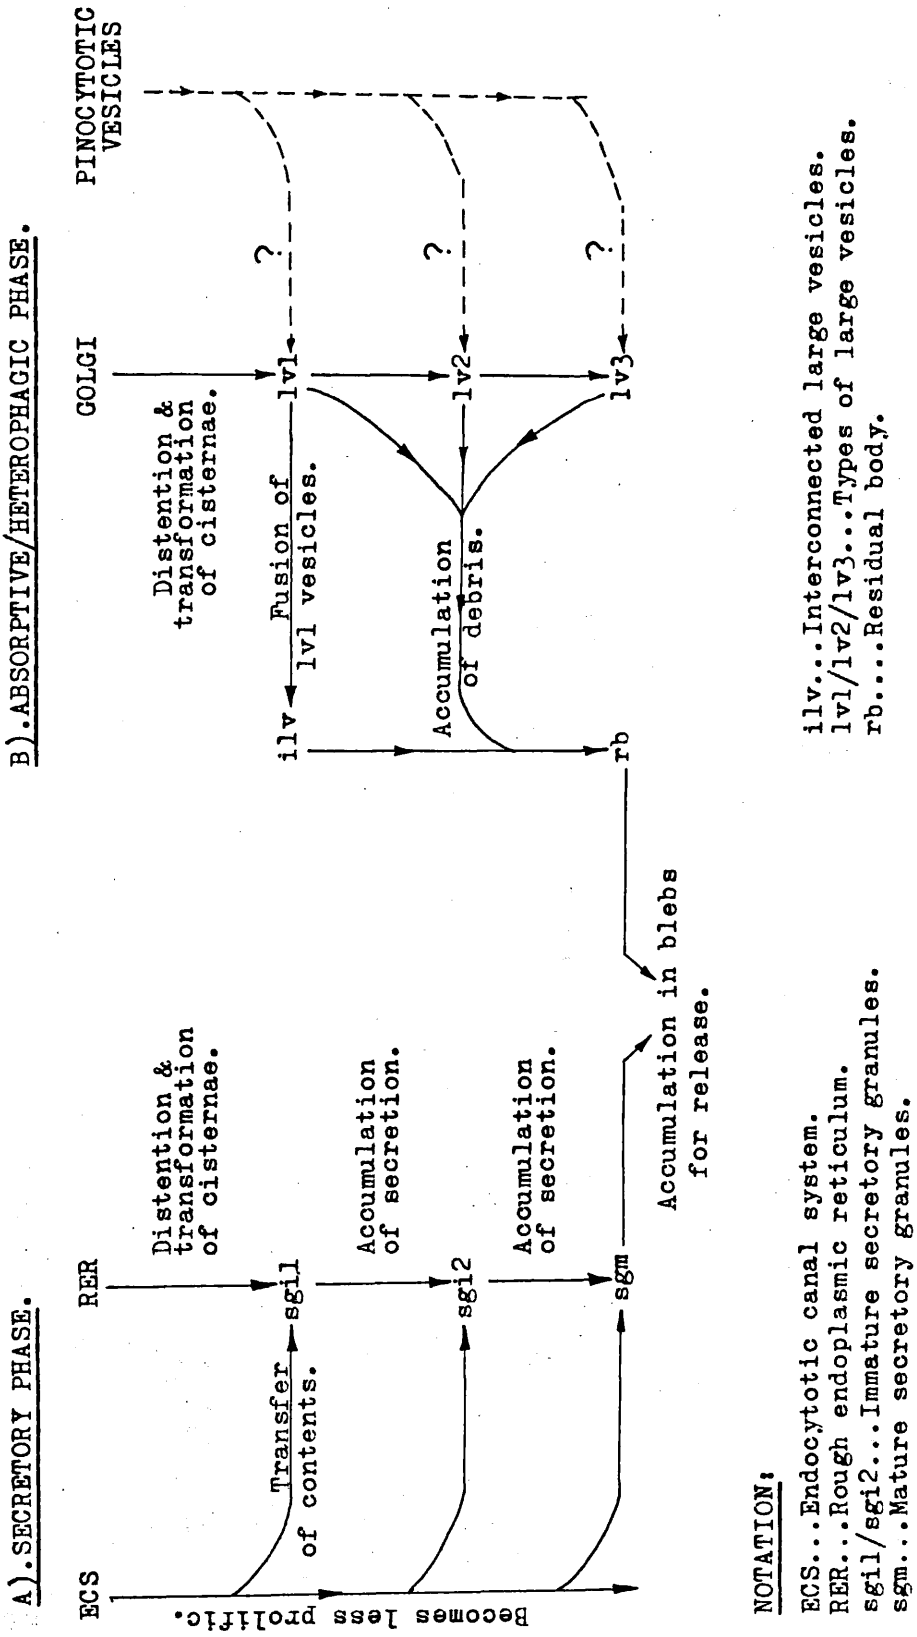 A).SECRETORY PHASE.
ECS
RER
Becomes less prolific.
Distention &
transformation
of cisternae.
Transfer
of contents.
sgi1
Accumulation
of secretion.
sgi2
Accumulation
of secretion.
sgm
Accumulation in blebs
for release.
B).ABSORPTIVE/HETEROPHAGIC PHASE.
GOLGI
PINOCYTOTIC
VESICLES
Distention &
transformation
of cisternae.
ilv
Fusion of
lv1 vesicles.
lv1
?
Accumulation
of debris.
lv2
?
rb
lv3
?
NOTATION:
ECS...Endocytotic canal system.
RER...Rough endoplasmic reticulum.
sgi1/sgi2...Immature secretory granules.
sgm...Mature secretory granules.
ilv...Interconnected large vesicles.
lv1/lv2/lv3...Types of large vesicles.
rb....Residual body.